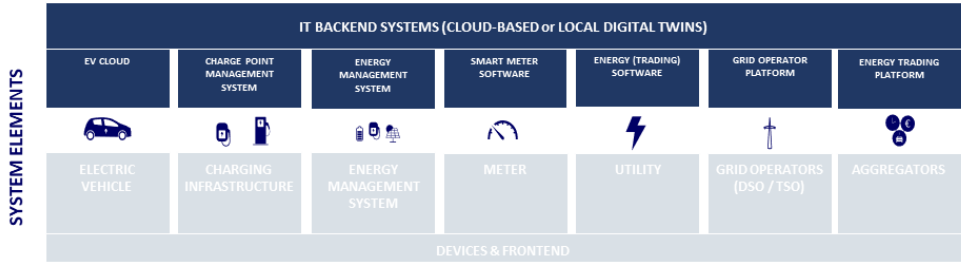 SYSTEM ELEMENTS
IT BACKEND SYSTEMS (CLOUD-BASED or LOCAL DIGITAL TWINS)
EV CLOUD
CHARGE POINT
MANAGEMENT
SYSTEM
ENERGY
MANAGEMENT
SYSTEM
SMART METER
SOFTWARE
ENERGY (TRADING)
SOFTWARE
GRID OPERATOR
PLATFORM
ENERGY TRADING
PLATFORM
€
ELECTRIC
VEHICLE
CHARGING
INFRASTRUCTURE
ENERGY
MANAGEMENT
SYSTEM
METER
UTILITY
GRID OPERATORS
(DSO / TSO)
AGGREGATORS
DEVICES & FRONTEND